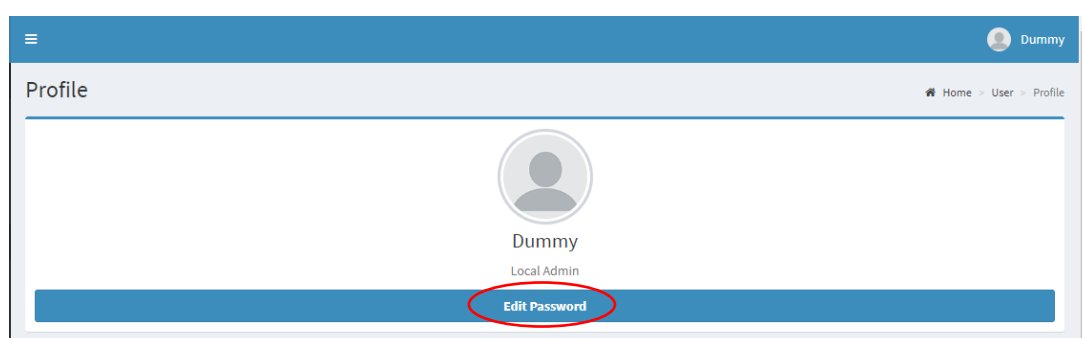 Dummy
Profile
Home > User > Profile
Dummy
Local Admin
Edit Password